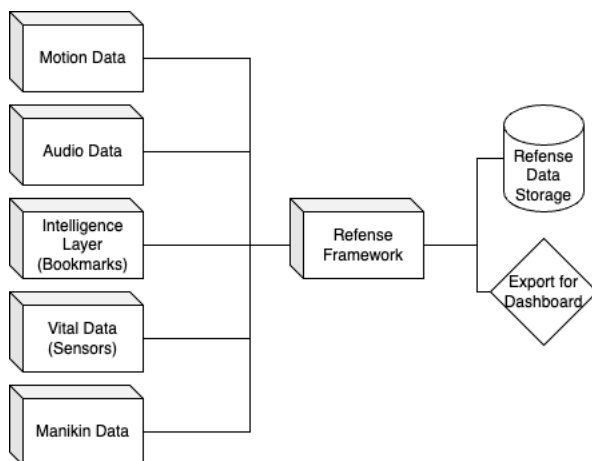 Motion Data
Audio Data
Intelligence
Layer
(Bookmarks)
Vital Data
(Sensors)
Manikin Data
Refense
Framework
Refense
Data
Storage
Export for
Dashboard